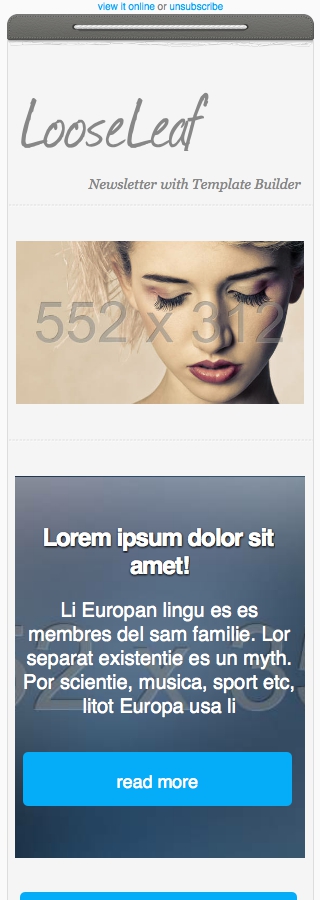 view it online or unsubscribe
LooseLeaf
Newsletter with Template Builder
552 x 312
Lorem ipsum dolor sit
amet!
Li Europan lingu es es
membres del sam familie. Lor
separat existentie es un myth.
Por scientie, musica, sport etc,
litot Europa usa li
read more